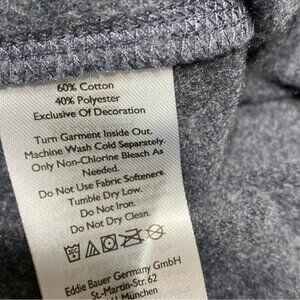 60% Cotton
40% Polyester
Exclusive Of Decoration
Turn Garment Inside Out.
Machine Wash Cold Separately.
Only Non-Chlorine Bleach As
Needed.
Do Not Use Fabric Softeners.
Tumble Dry Low.
Do Not Iron.
Do Not Dry Clean.
Eddie Bauer Germany GmbH
St.-Martin-Str. 62
München